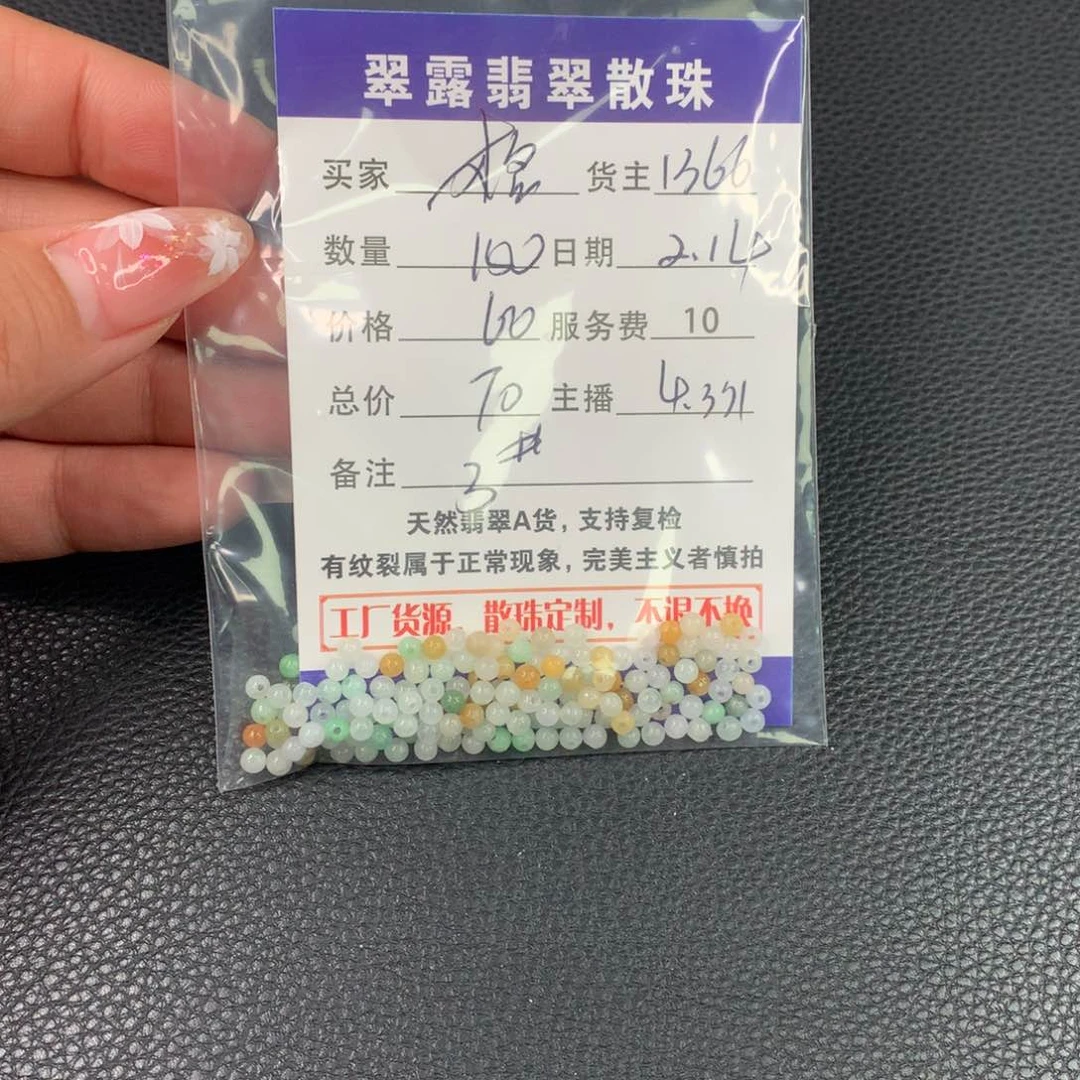 翠露翡翠散珠
买家 棍 货主 1366
数量 100 日期 2.14
价格 60 服务费 10
总价 70 主播
备注 3#
天然翡翠A货，支持复检
有纹裂属于正常现象，完美主义者慎拍
工厂货源，散珠定制，不退不换